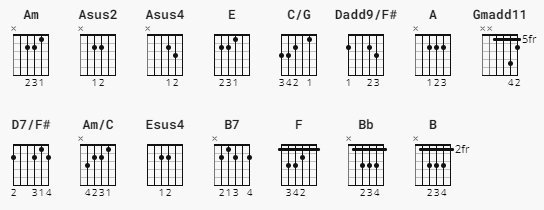 Am Asus2 Asus4 E C/G Dadd9/F# A Gmadd11
× × × × ××
5fr
231 12 12 231 342 1 1 23 123 42
D7/F# Am/C Esus4 B7 F Bb B
× × × ×
2fr
2 314 4231 12 213 4 342 234 234